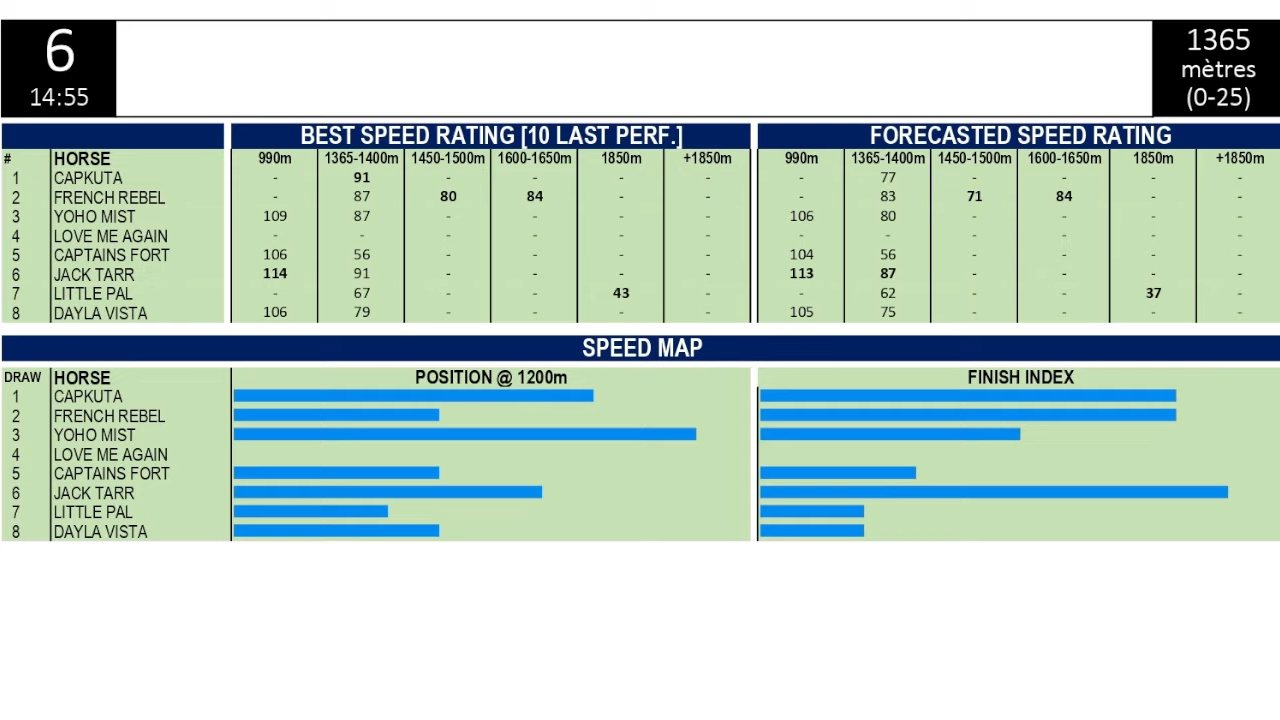 6
14:55
1365
mètres
(0-25)
BEST SPEED RATING [10 LAST PERF.] FORECASTED SPEED RATING
# HORSE 990m 1365-1400m 1450-1500m 1600-1650m 1850m +1850m 990m 1365-1400m 1450-1500m 1600-1650m 1850m +1850m
1 CAPKUTA - 91 - - - - - 77 - - - -
2 FRENCH REBEL - 87 80 84 - - - 83 71 84 - -
3 YOHO MIST 109 87 - - - - 106 80 - - - -
4 LOVE ME AGAIN - - - - - - - - - - - -
5 CAPTAINS FORT 106 56 - - - - 104 56 - - - -
6 JACK TARR 114 91 - - - - 113 87 - - - -
7 LITTLE PAL - 67 - - 43 - - 62 - - 37 -
8 DAYLA VISTA 106 79 - - - - 105 75 - - - -
SPEED MAP
DRAW HORSE POSITION @ 1200m FINISH INDEX
1 CAPKUTA
2 FRENCH REBEL
3 YOHO MIST
4 LOVE ME AGAIN
5 CAPTAINS FORT
6 JACK TARR
7 LITTLE PAL
8 DAYLA VISTA